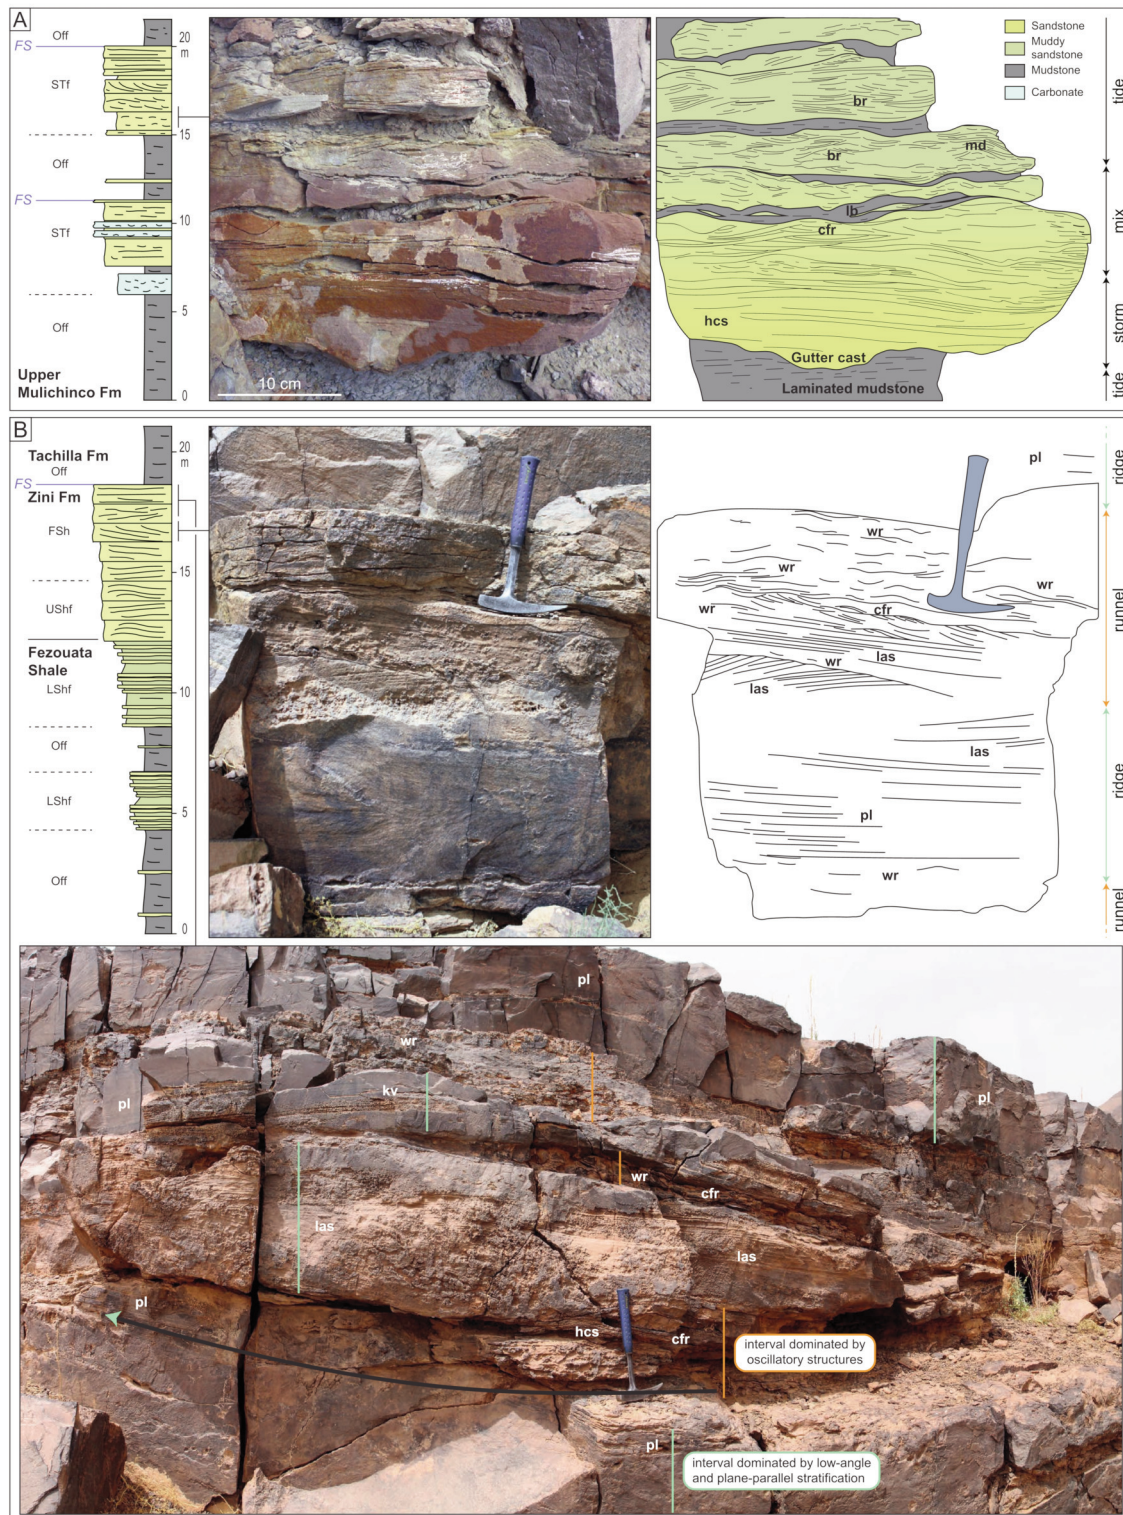 A
Off
FS
STf
Off
FS
STf
Off
Upper
Mulichinco Fm
20
m
15
10
5
0
10 cm
br
br
md
lb
cfr
hcs
Gutter cast
Laminated mudstone
Sandstone
Muddy
sandstone
Mudstone
Carbonate
tide
mix
storm
tide
B
Tachilla Fm
Off
FS
Zini Fm
FSh
UShf
Fezouata
Shale
LShf
Off
LShf
Off
20
m
15
10
5
0
pl
wr
wr
wr
wr
cfr
las
wr
las
las
pl
wr
ridge
runnel
ridge
runnel
pl
wr
kv
pl
pl
wr
cfr
las
las
pl
hcs
cfr
interval dominated by
oscillatory structures
pl
interval dominated by low-angle
and plane-parallel stratification